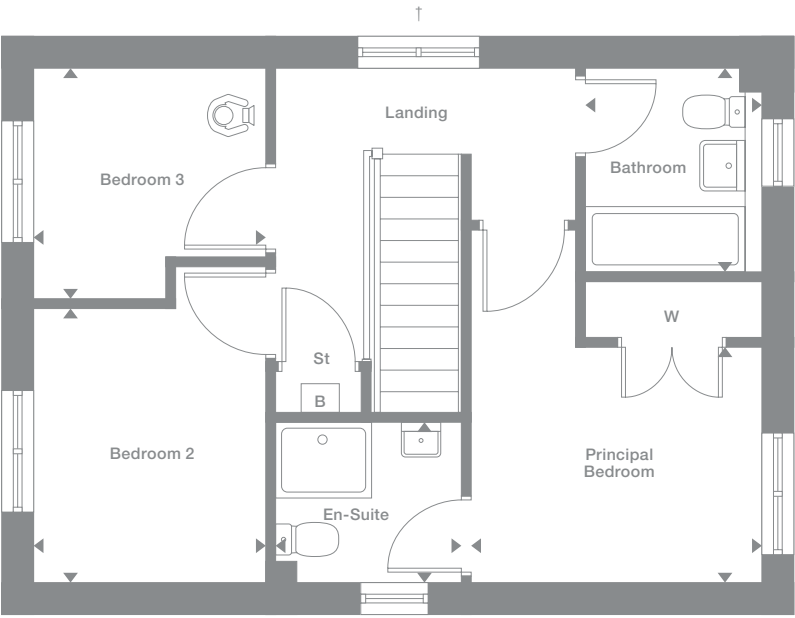 †
Landing
Bedroom 3
Bathroom
W
St
B
Bedroom 2
Principal
Bedroom
En-Suite